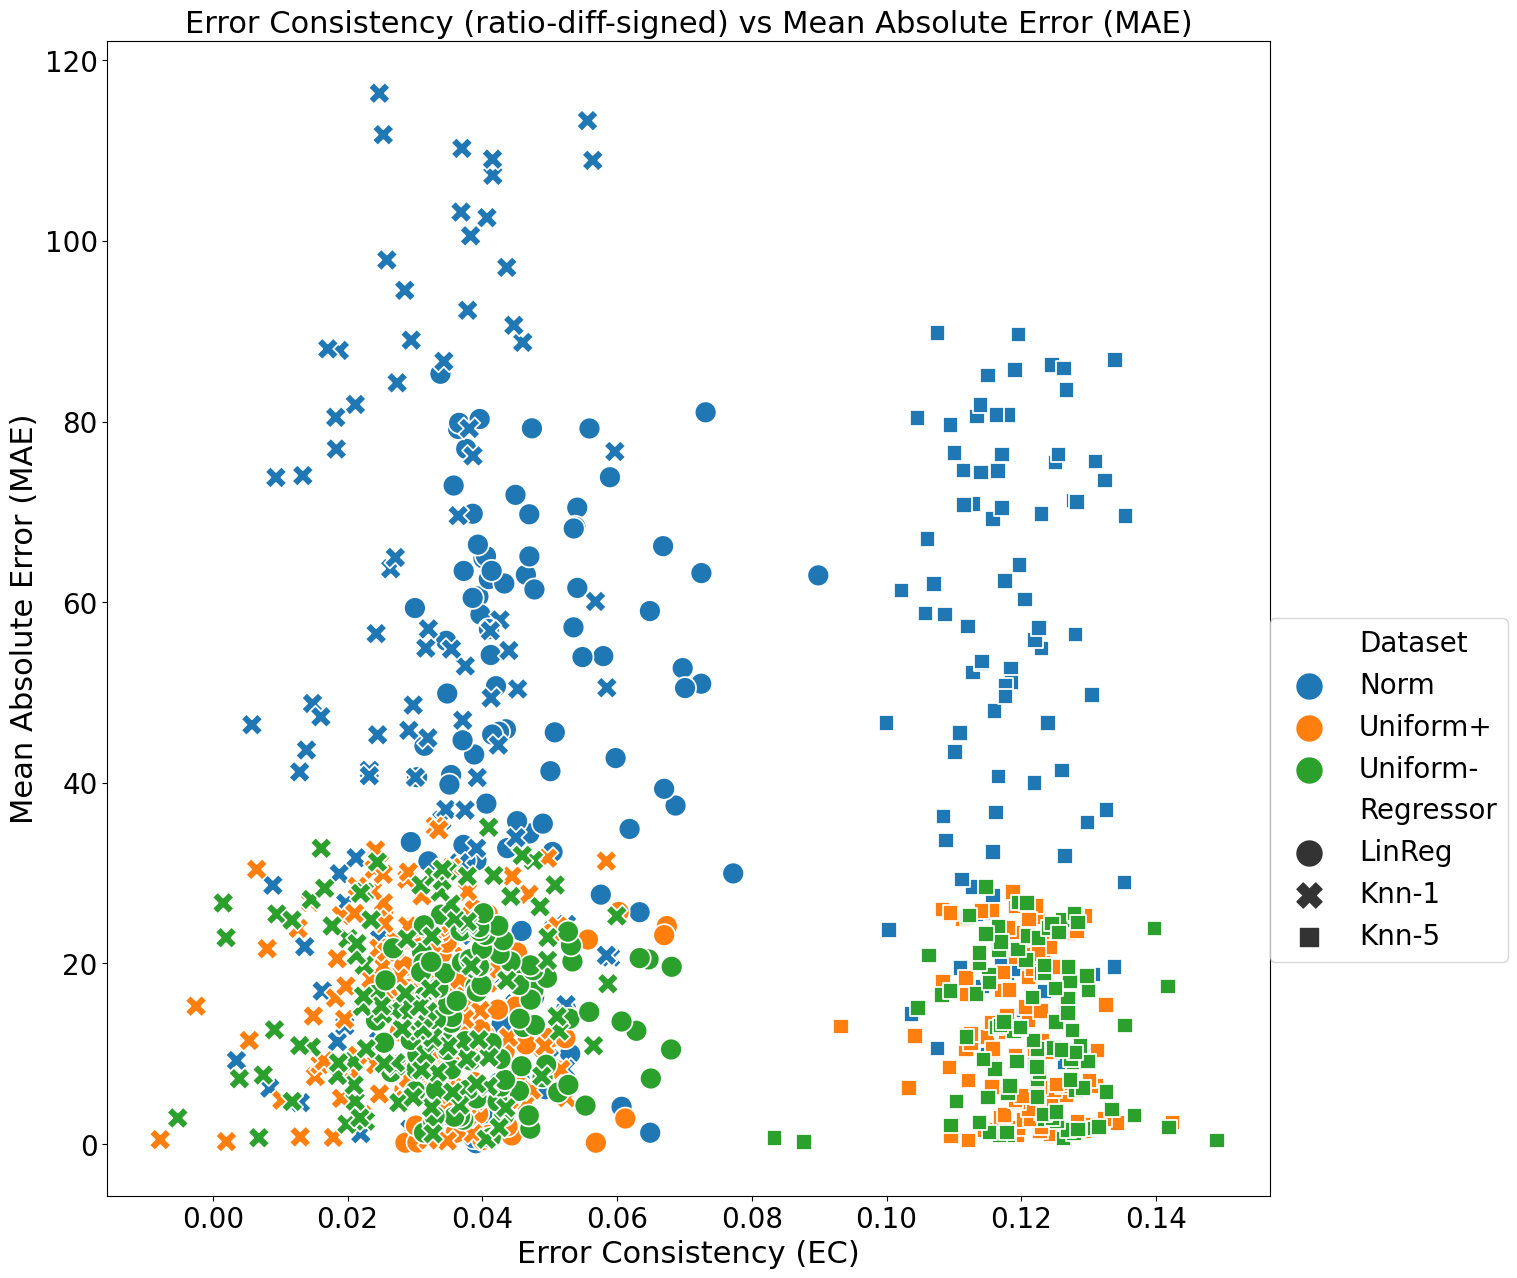 Error Consistency (ratio-diff-signed) vs Mean Absolute Error (MAE)
120
100
80
60
40
20
0
Mean Absolute Error (MAE)
0.00 0.02 0.04 0.06 0.08 0.10 0.12 0.14
Error Consistency (EC)
Dataset
Norm
Uniform+
Uniform-
Regressor
LinReg
Knn-1
Knn-5